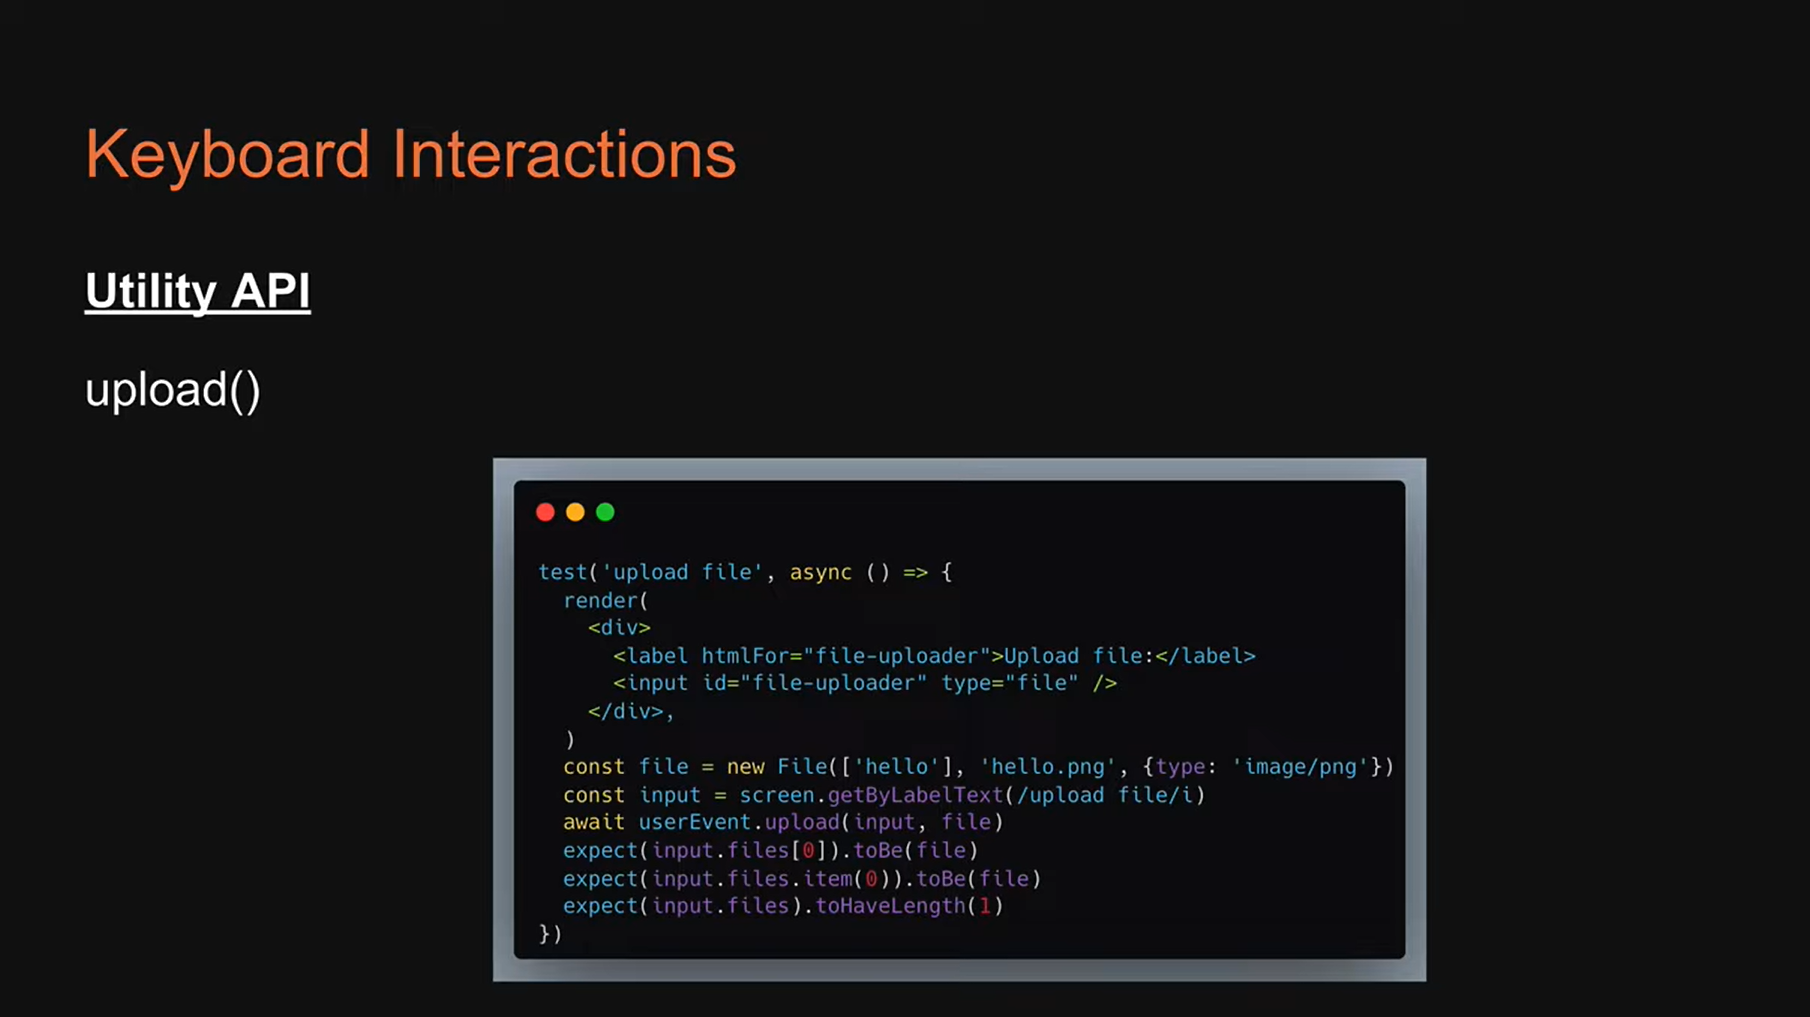 Keyboard Interactions
Utility API
upload()
test('upload file', async () => {
  render(
    <div>
      <label htmlFor="file-uploader">Upload file:</label>
      <input id="file-uploader" type="file" />
    </div>,
  )
  const file = new File(['hello'], 'hello.png', {type: 'image/png'})
  const input = screen.getByLabelText(/upload file/i)
  await userEvent.upload(input, file)
  expect(input.files[0]).toBe(file)
  expect(input.files.item(0)).toBe(file)
  expect(input.files).toHaveLength(1)
})